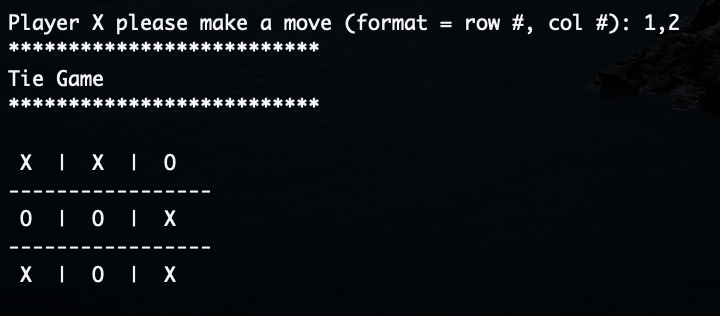 Player X please make a move (format = row #, col #): 1,2
**************************
Tie Game
**************************
X | X | O
-----------------
O | O | X
-----------------
X | O | X